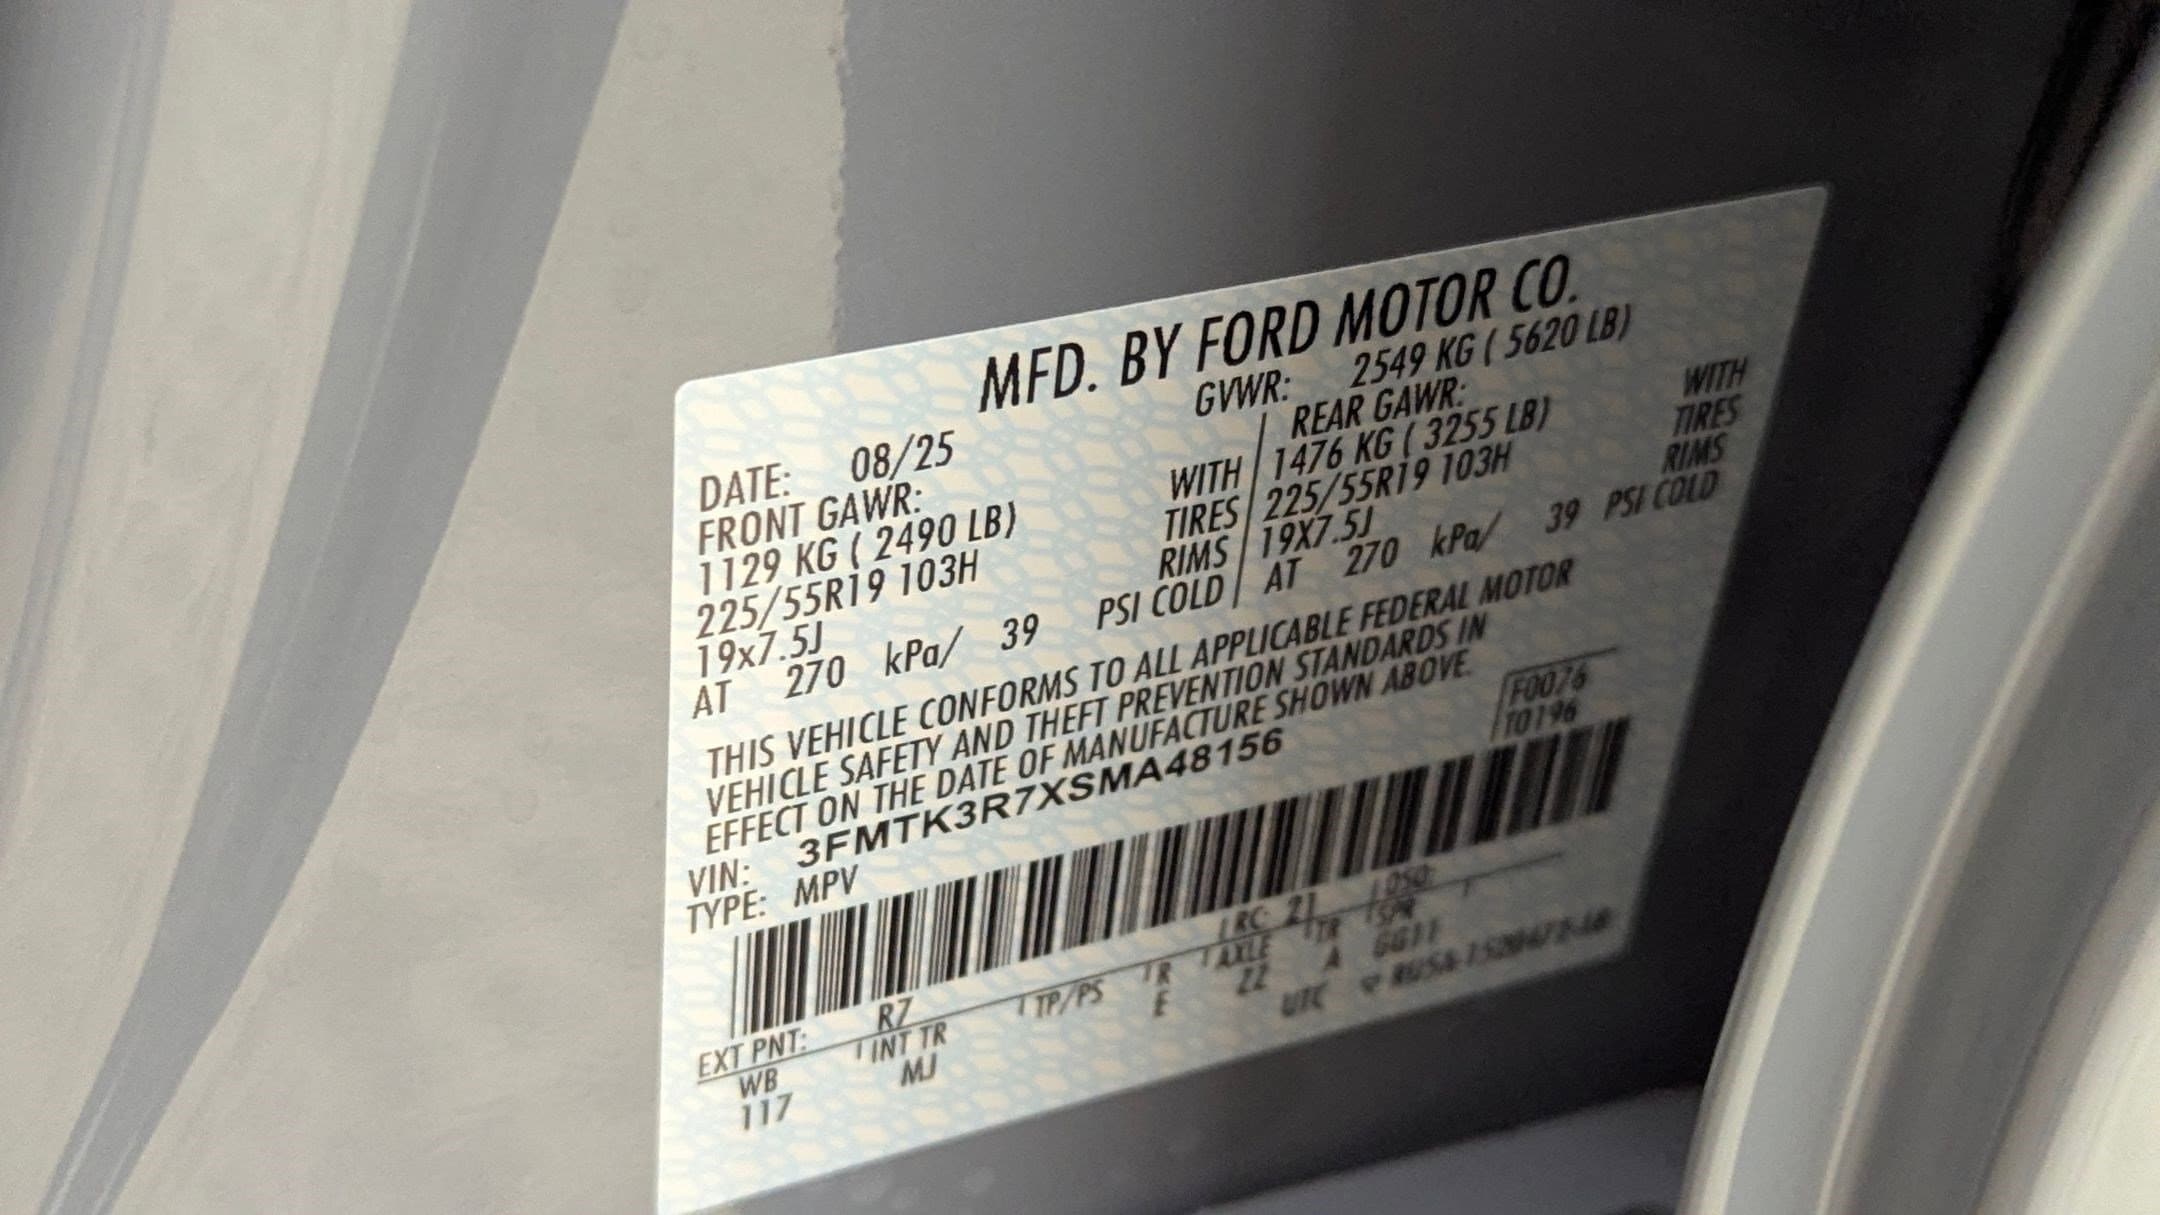 MFD. BY FORD MOTOR CO.
DATE: 08/25 GVWR: 2549 KG ( 5620 LB)
FRONT GAWR: REAR GAWR:
1129 KG ( 2490 LB) WITH 1476 KG ( 3255 LB) WITH
225/55R19 103H TIRES 225/55R19 103H TIRES
19x7.5J RIMS 19X7.5J RIMS
AT 270 kPa/ 39 PSI COLD AT 270 kPa/ 39 PSI COLD
THIS VEHICLE CONFORMS TO ALL APPLICABLE FEDERAL MOTOR
VEHICLE SAFETY AND THEFT PREVENTION STANDARDS IN
EFFECT ON THE DATE OF MANUFACTURE SHOWN ABOVE.
VIN: 3FMTK3R7XSMA48156 F0076
TYPE: MPV T0196
EXT PNT: R7 RC: 21 DSO:
WB INT TR TP/PS R AXLE TR SPR
117 MJ E ZZ A GG11
UTC